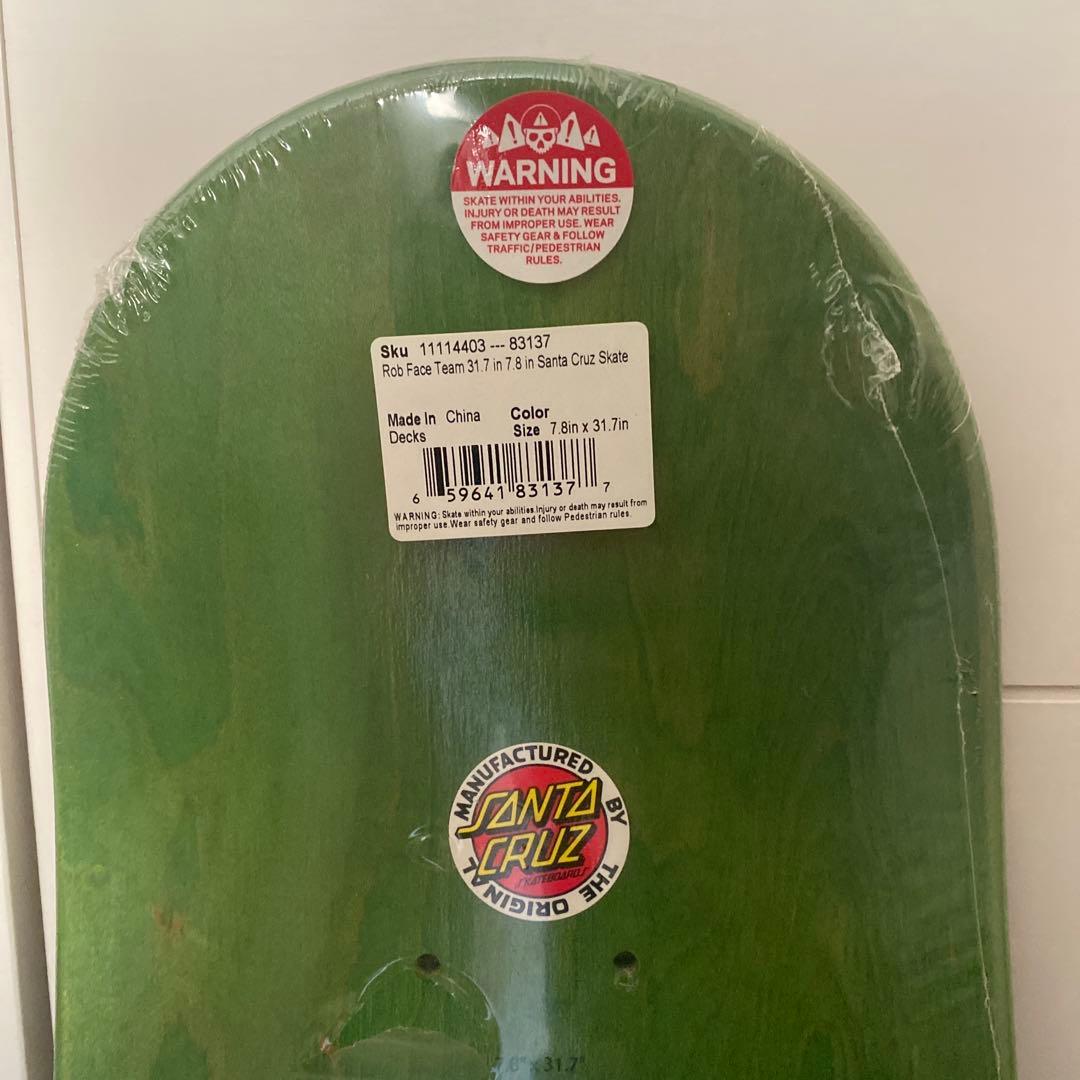 WARNING
SKATE WITHIN YOUR ABILITIES.
INJURY OR DEATH MAY RESULT
FROM IMPROPER USE. WEAR
SAFETY GEAR & FOLLOW
TRAFFIC/PEDESTRIAN
RULES.
Sku 11114403 --- 83137
Rob Face Team 31.7 in 7.8 in Santa Cruz Skate
Made In China Color
Decks Size 7.8in x 31.7in
6 59641 83137 7
WARNING: Skate within your abilities.Injury or death may result from
improper use.Wear safety gear and follow Pedestrian rules.
MANUFACTURED BY THE ORIGINAL
SANTA
CRUZ
SKATEBOARDS
7.8" x 31.7"